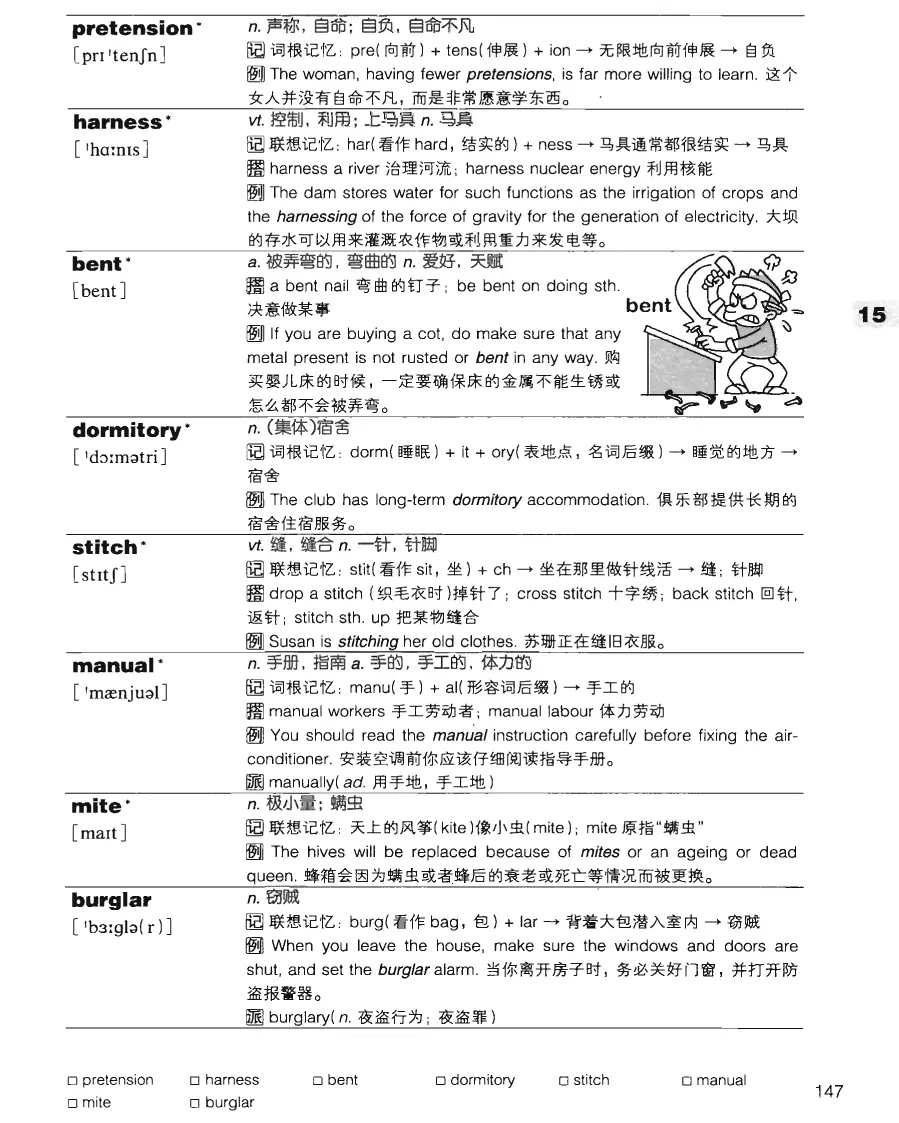 pretension*
n. 声称，自命；自负，自命不凡
[prɪˈtenʃn]
[记] 词根记忆：pre(向前) + tens(伸展) + ion → 无限地向前伸展 → 自负
[例] The woman, having fewer pretensions, is far more willing to learn. 这个
女人并没有自命不凡，而是非常愿意学东西。
harness*
vt. 控制，利用；上马具 n. 马具
[ˈhɑːnɪs]
[记] 联想记忆：har(看作 hard，结实的) + ness → 马具通常都很结实 → 马具
[搭] harness a river 治理河流；harness nuclear energy 利用核能
[例] The dam stores water for such functions as the irrigation of crops and
the harnessing of the force of gravity for the generation of electricity. 大坝
的存水可以用来灌溉农作物或利用重力来发电等。
bent*
a. 被弄弯的，弯曲的 n. 爱好，天赋
[bent]
[搭] a bent nail 弯曲的钉子；be bent on doing sth.
决意做某事
[例] If you are buying a cot, do make sure that any
metal present is not rusted or bent in any way. 购
买婴儿床的时候，一定要确保床的金属不能生锈或
怎么都不会被弄弯。
bent
15
dormitory*
n. (集体)宿舍
[ˈdɔːmətri]
[记] 词根记忆：dorm(睡眠) + it + ory(表地点，名词后缀) → 睡觉的地方 →
宿舍
[例] The club has long-term dormitory accommodation. 俱乐部提供长期的
宿舍住宿服务。
stitch*
vt. 缝，缝合 n. 一针，针脚
[stɪtʃ]
[记] 联想记忆：stit(看作 sit，坐) + ch → 坐在那里做针线活 → 缝；针脚
[搭] drop a stitch (织毛衣时)掉针了；cross stitch 十字绣；back stitch 回针，
返针；stitch sth. up 把某物缝合
[例] Susan is stitching her old clothes. 苏珊正在缝旧衣服。
manual*
n. 手册，指南 a. 手的，手工的，体力的
[ˈmænjuəl]
[记] 词根记忆：manu(手) + al(形容词后缀) → 手工的
[搭] manual workers 手工劳动者；manual labour 体力劳动
[例] You should read the manual instruction carefully before fixing the air-
conditioner. 安装空调前你应该仔细阅读指导手册。
[派] manually(ad. 用手地，手工地)
mite*
n. 极小量；螨虫
[maɪt]
[记] 联想记忆：天上的风筝(kite)像小虫(mite)；mite 原指“螨虫”
[例] The hives will be replaced because of mites or an ageing or dead
queen. 蜂箱会因为螨虫或者蜂后的衰老或死亡等情况而被更换。
burglar
n. 窃贼
[ˈbɜːɡlə(r)]
[记] 联想记忆：burg(看作 bag，包) + lar → 背着大包潜入室内 → 窃贼
[例] When you leave the house, make sure the windows and doors are
shut, and set the burglar alarm. 当你离开房子时，务必关好门窗，并打开防
盗报警器。
[派] burglary(n. 夜盗行为；夜盗罪)
□ pretension □ harness □ bent □ dormitory □ stitch □ manual
□ mite □ burglar
147